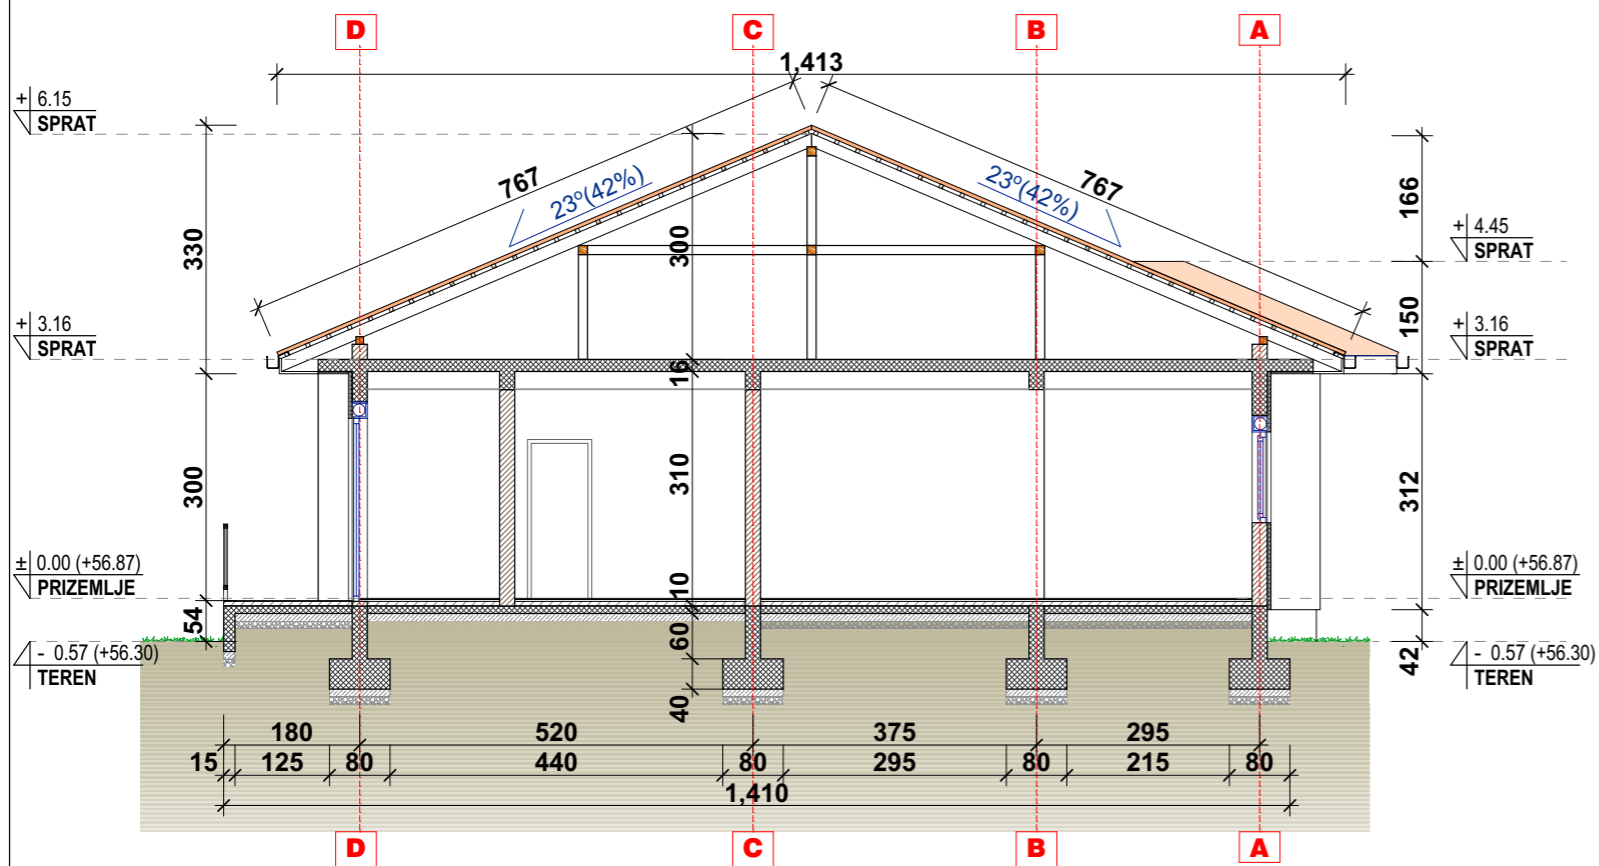 D C B A
1,413
+ 6.15
SPRAT
767
23°(42%)
23°(42%)
767
166
330
300
+ 4.45
SPRAT
150
+ 3.16
SPRAT
+ 3.16
SPRAT
16
300
310
312
± 0.00 (+56.87)
PRIZEMLJE
± 0.00 (+56.87)
PRIZEMLJE
10
54
60
42
- 0.57 (+56.30)
TEREN
- 0.57 (+56.30)
TEREN
40
180 520 375 295
15 125 80 440 80 295 80 215 80
1,410
D C B A